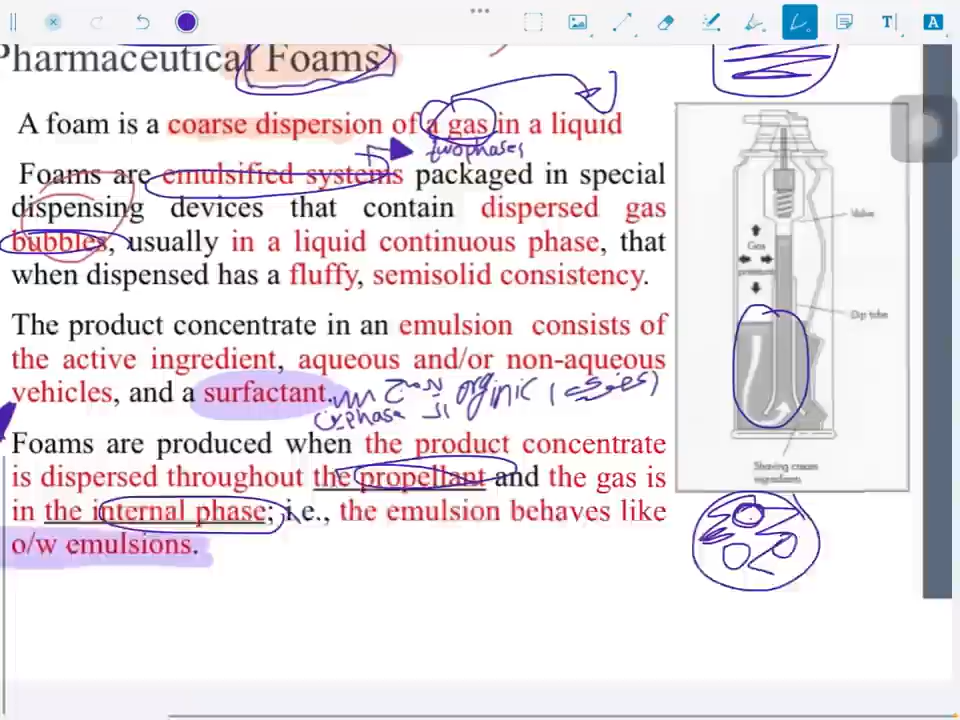 Pharmaceutical Foams
A foam is a coarse dispersion of a gas in a liquid
two phases
Foams are emulsified systems packaged in special
dispensing devices that contain dispersed gas
bubbles, usually in a liquid continuous phase, that
when dispensed has a fluffy, semisolid consistency.
The product concentrate in an emulsion consists of
the active ingredient, aqueous and/or non-aqueous
vehicles, and a surfactant.
Foams are produced when the product concentrate
is dispersed throughout the propellant and the gas is
in the internal phase; i.e., the emulsion behaves like
o/w emulsions.
Valve
Gas
pressure
Dip tube
Shaving cream
ingredients
T
A